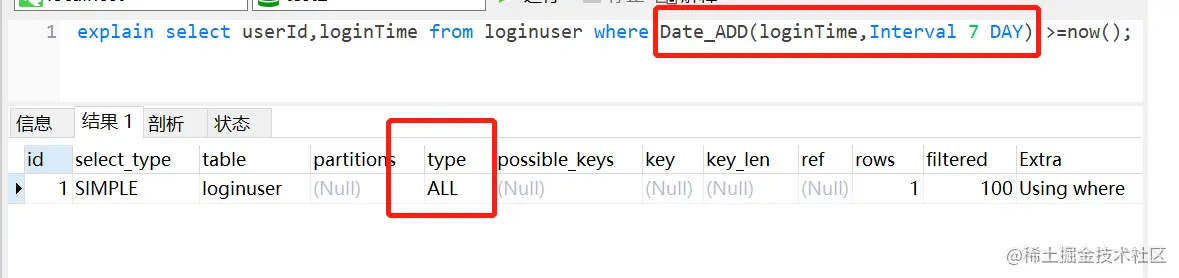 1 explain select userId,loginTime from loginuser where Date_ADD(loginTime,Interval 7 DAY) >=now();
信息 结果 1 剖析 状态
id select_type table partitions type possible_keys key key_len ref rows filtered Extra
1 SIMPLE loginuser (Null) ALL (Null) (Null) (Null) (Null) 1 100 Using where
@稀土掘金技术社区